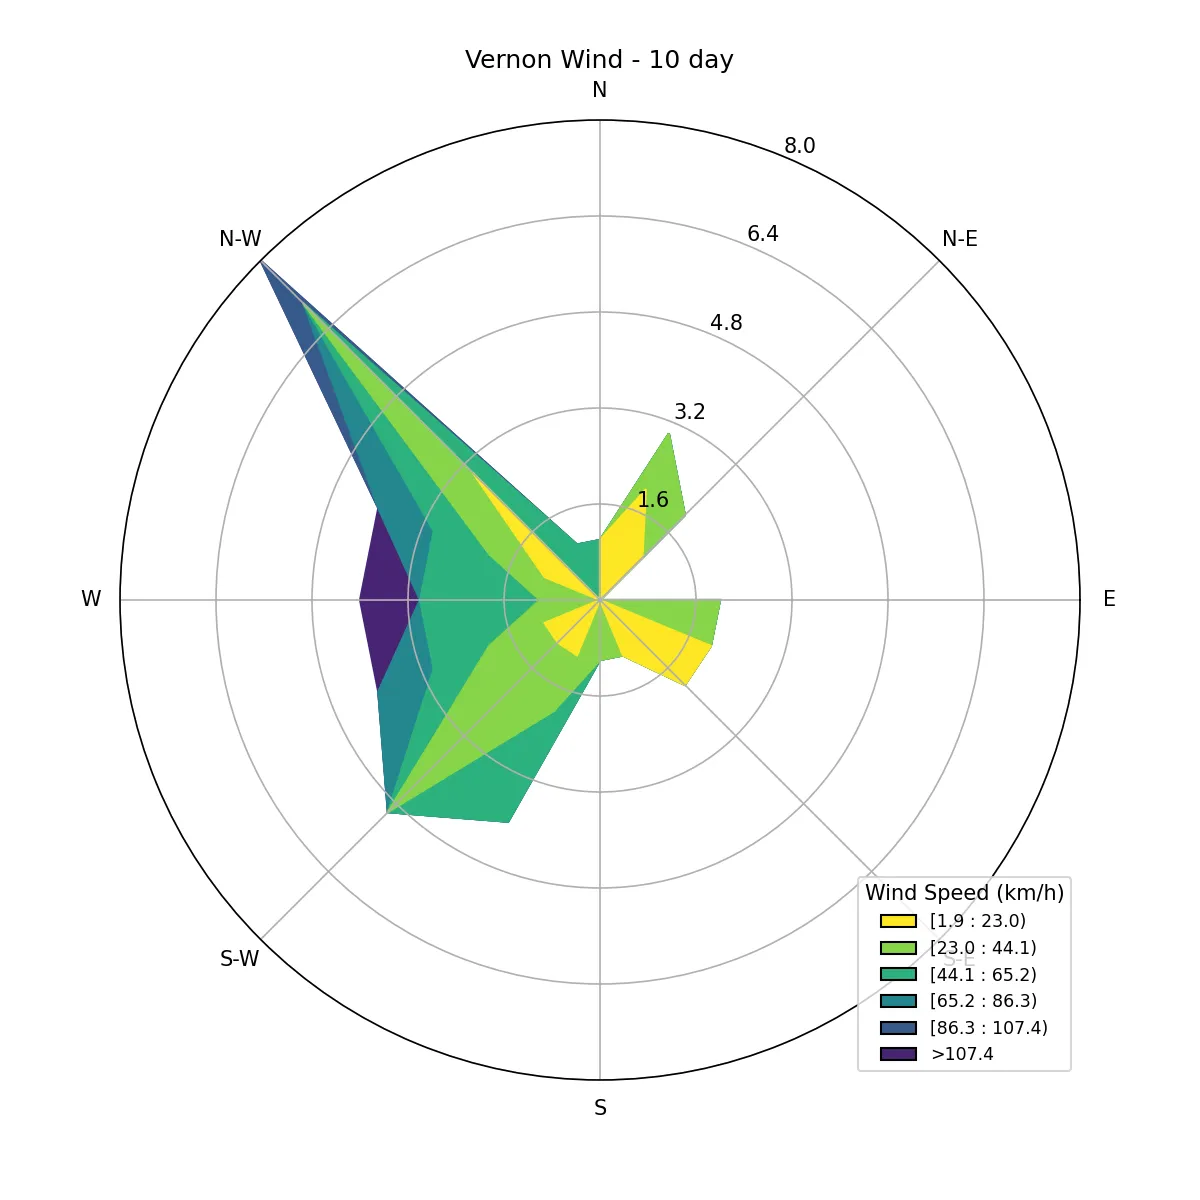 Vernon Wind - 10 day
N
8.0
N-W
6.4
N-E
4.8
3.2
1.6
W
E
Wind Speed (km/h)
[1.9 : 23.0)
[23.0 : 44.1)
S-W
S-E
[44.1 : 65.2)
[65.2 : 86.3)
[86.3 : 107.4)
>107.4
S